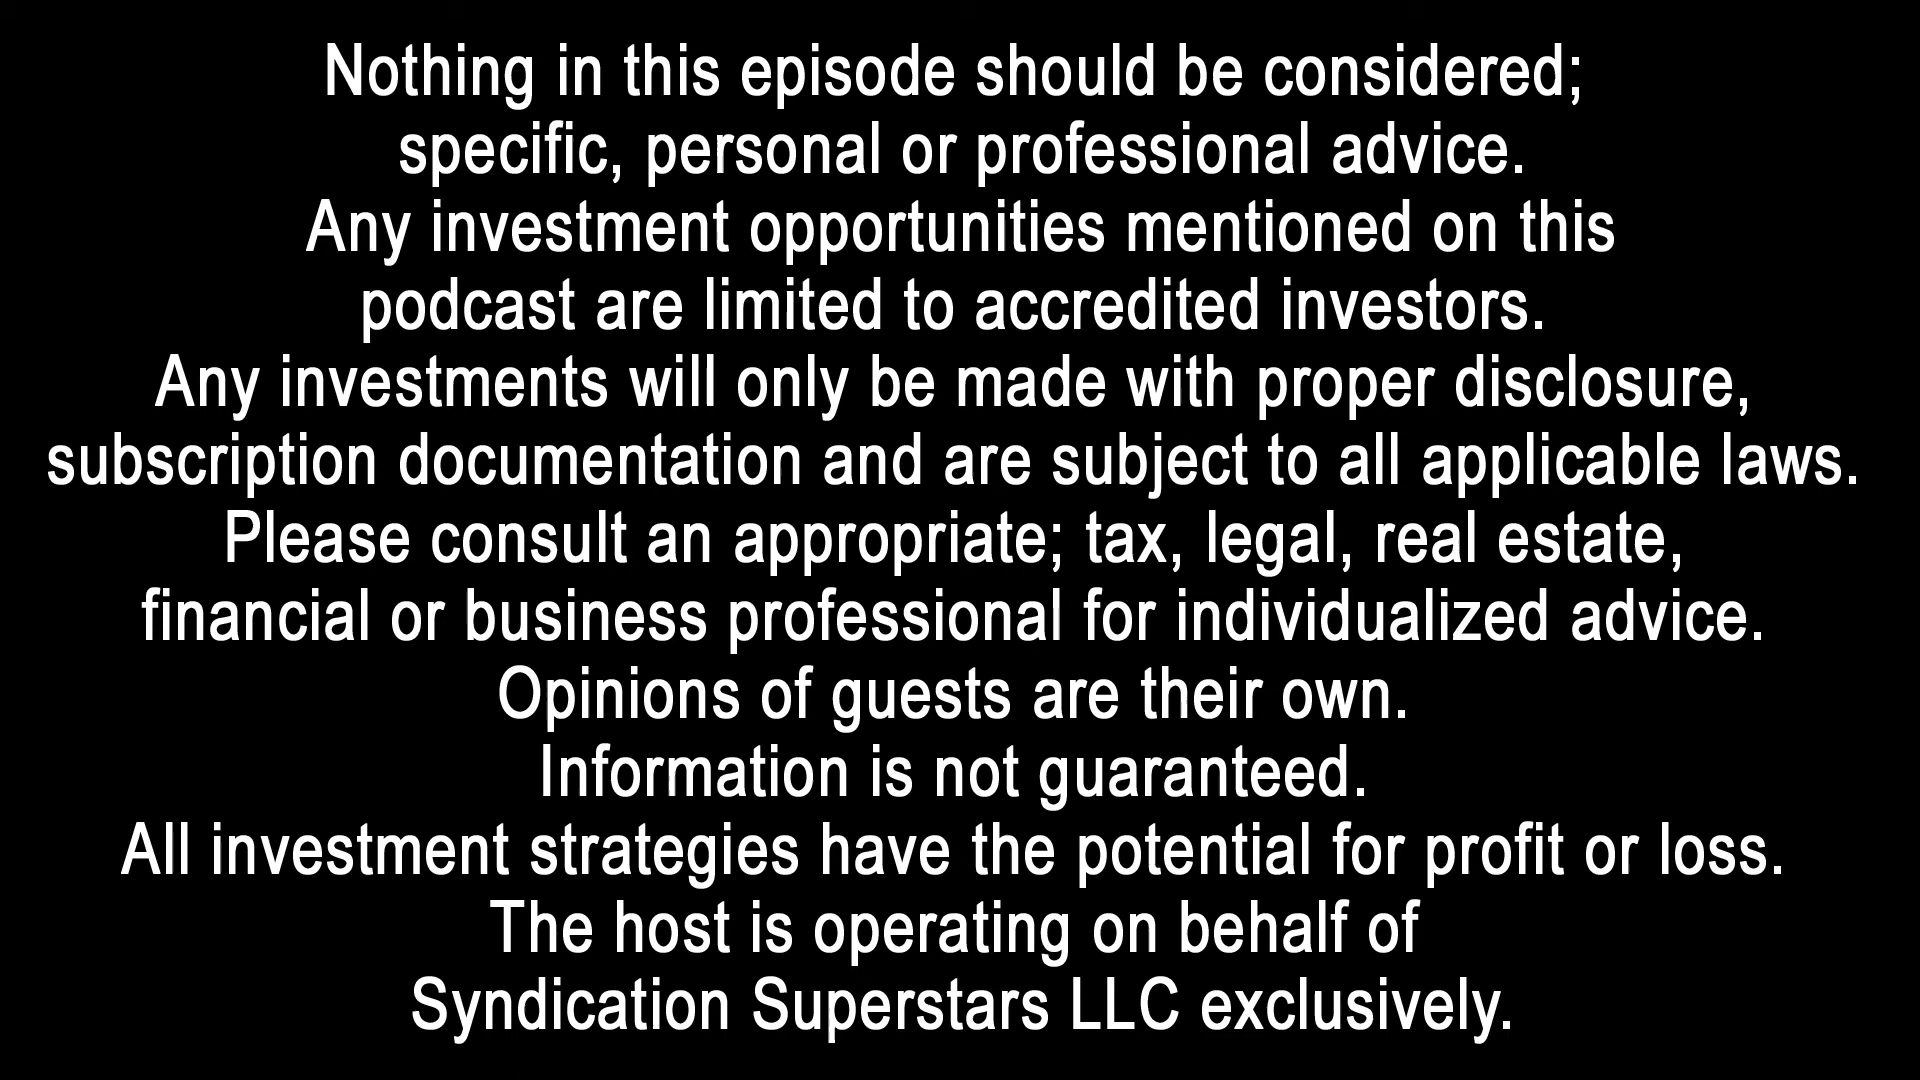 Nothing in this episode should be considered;
specific, personal or professional advice.
Any investment opportunities mentioned on this
podcast are limited to accredited investors.
Any investments will only be made with proper disclosure,
subscription documentation and are subject to all applicable laws.
Please consult an appropriate; tax, legal, real estate,
financial or business professional for individualized advice.
Opinions of guests are their own.
Information is not guaranteed.
All investment strategies have the potential for profit or loss.
The host is operating on behalf of
Syndication Superstars LLC exclusively.